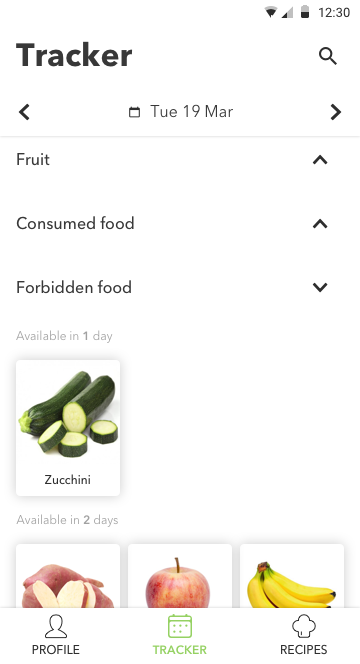 12:30
Tracker
Tue 19 Mar
Fruit
Consumed food
Forbidden food
Available in 1 day
Zucchini
Available in 2 days
PROFILE TRACKER RECIPES